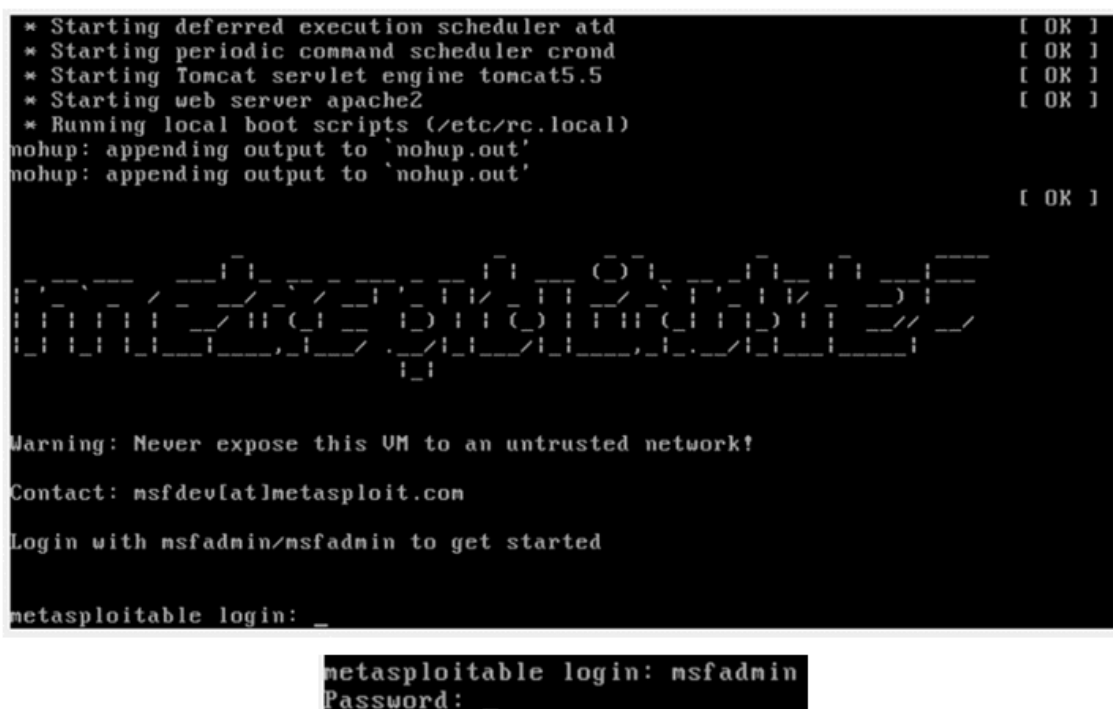 * Starting deferred execution scheduler atd [ OK ]
* Starting periodic command scheduler crond [ OK ]
* Starting Tomcat servlet engine tomcat5.5 [ OK ]
* Starting web server apache2 [ OK ]
* Running local boot scripts (/etc/rc.local)
nohup: appending output to `nohup.out'
nohup: appending output to `nohup.out'
[ OK ]
metasploitable2
Warning: Never expose this VM to an untrusted network!
Contact: msfdev[at]metasploit.com
Login with msfadmin/msfadmin to get started
metasploitable login: _
metasploitable login: msfadmin
Password: